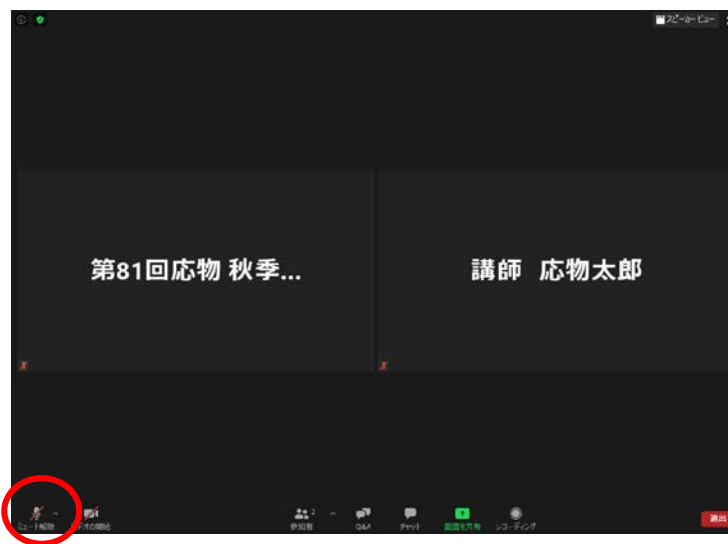 スピーカービュー
第81回応物 秋季...
講師 応物太郎
ミュート解除
ビデオの開始
参加者
2
Q&A
チャット
画面を共有
レコーディング
退出